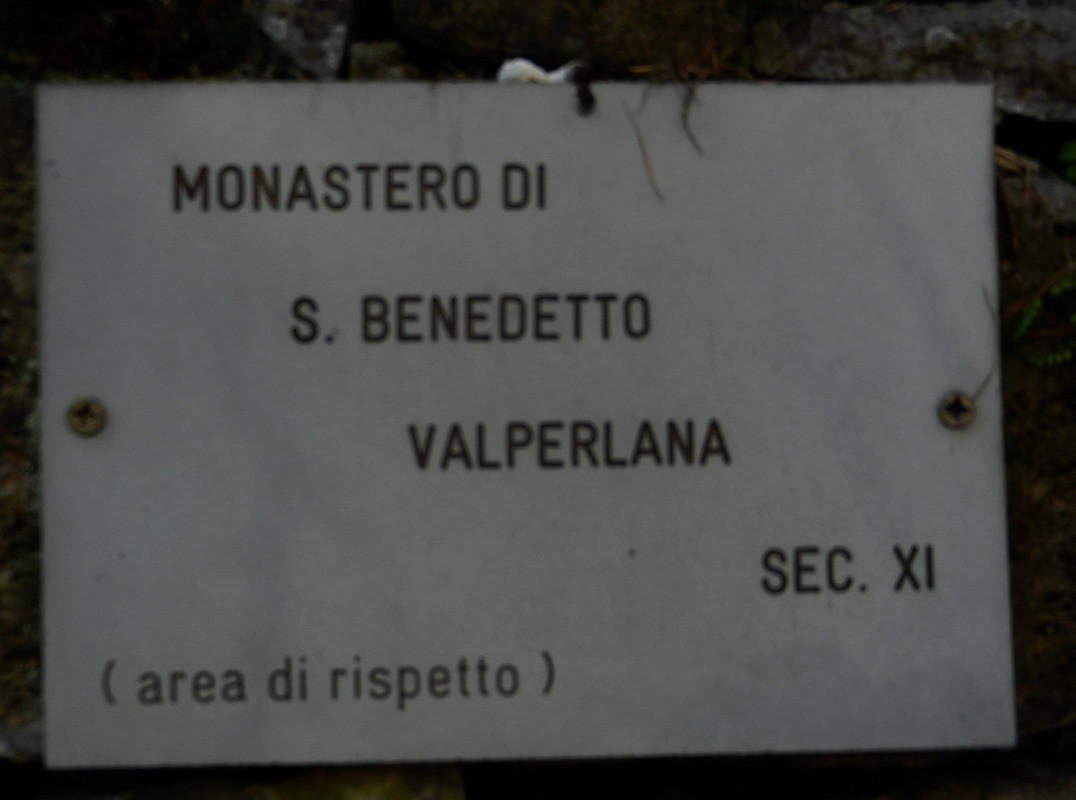 MONASTERO DI
S. BENEDETTO
VALPERLANA
SEC. XI
( area di rispetto )